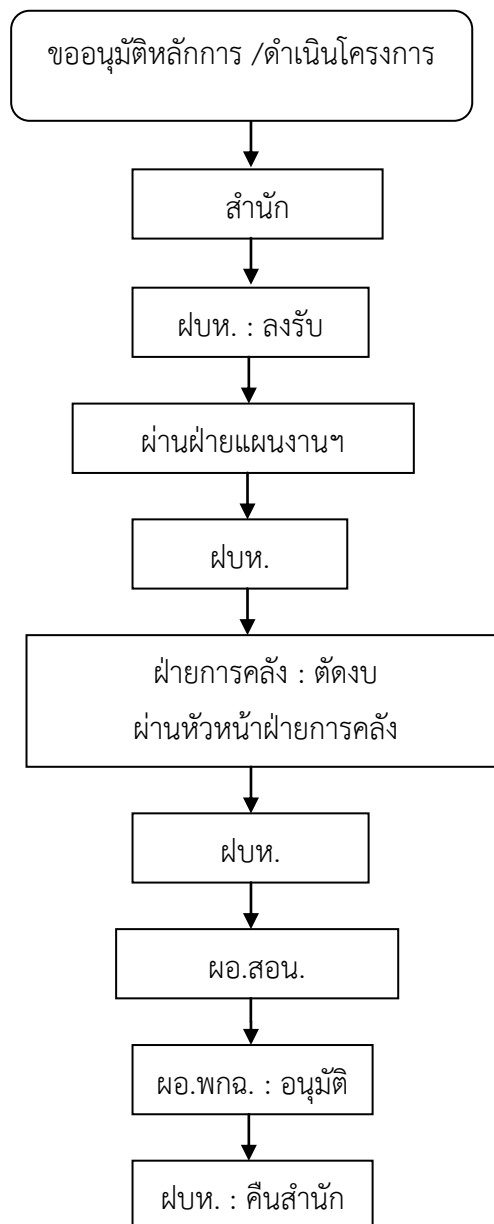 ขออนุมัติหลักการ /ดำเนินโครงการ
สำนัก
ฝบห. : ลงรับ
ผ่านฝ่ายแผนงานฯ
ฝบห.
ฝ่ายการคลัง : ตัดงบ
ผ่านหัวหน้าฝ่ายการคลัง
ฝบห.
ผอ.สอน.
ผอ.พกฉ. : อนุมัติ
ฝบห. : คืนสำนัก